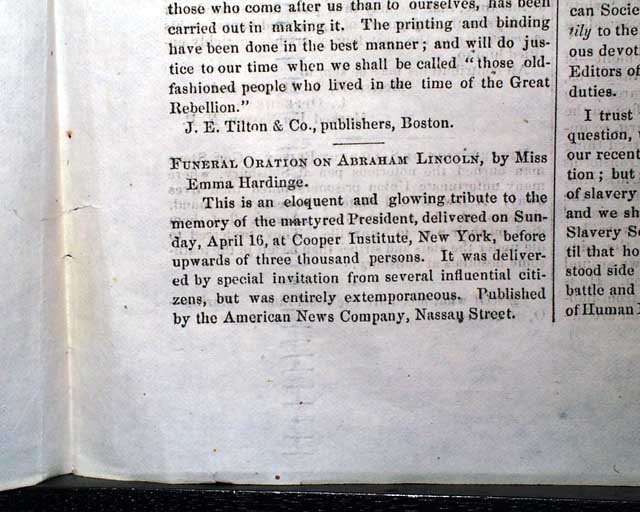 those who come after us than to ourselves, has been
carried out in making it. The printing and binding
have been done in the best manner; and will do jus-
tice to our time when we shall be called "those old-
fashioned people who lived in the time of the Great
Rebellion."
J. E. Tilton & Co., publishers, Boston.
FUNERAL ORATION ON ABRAHAM LINCOLN, by Miss
Emma Hardinge.
This is an eloquent and glowing tribute to the
memory of the martyred President, delivered on Sun-
day, April 16, at Cooper Institute, New York, before
upwards of three thousand persons. It was deliver-
ed by special invitation from several influential citi-
zens, but was entirely extemporaneous. Published
by the American News Company, Nassau Street.
can Socie
tily to the
ous devot
Editors of
duties.
I trust
question,
our recent
tion; but
of slavery
and we sh
Slavery S
til that ho
stood side
battle and
of Human